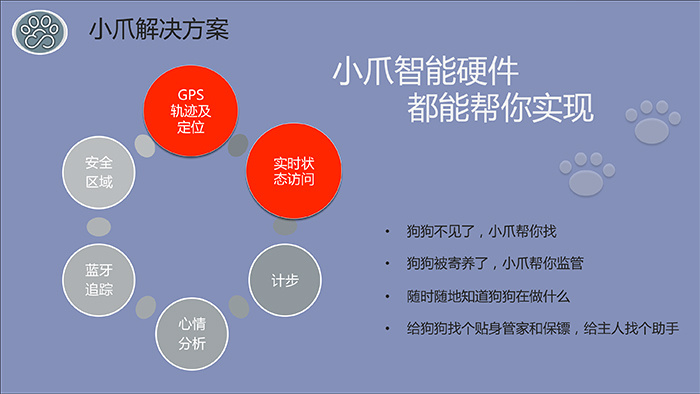 小爪解决方案
小爪智能硬件
都能帮你实现
GPS
轨迹及
定位
实时状
态访问
计步
心情
分析
蓝牙
追踪
安全
区域
• 狗狗不见了，小爪帮你找
• 狗狗被寄养了，小爪帮你监管
• 随时随地知道狗狗在做什么
• 给狗狗找个贴身管家和保镖，给主人找个助手